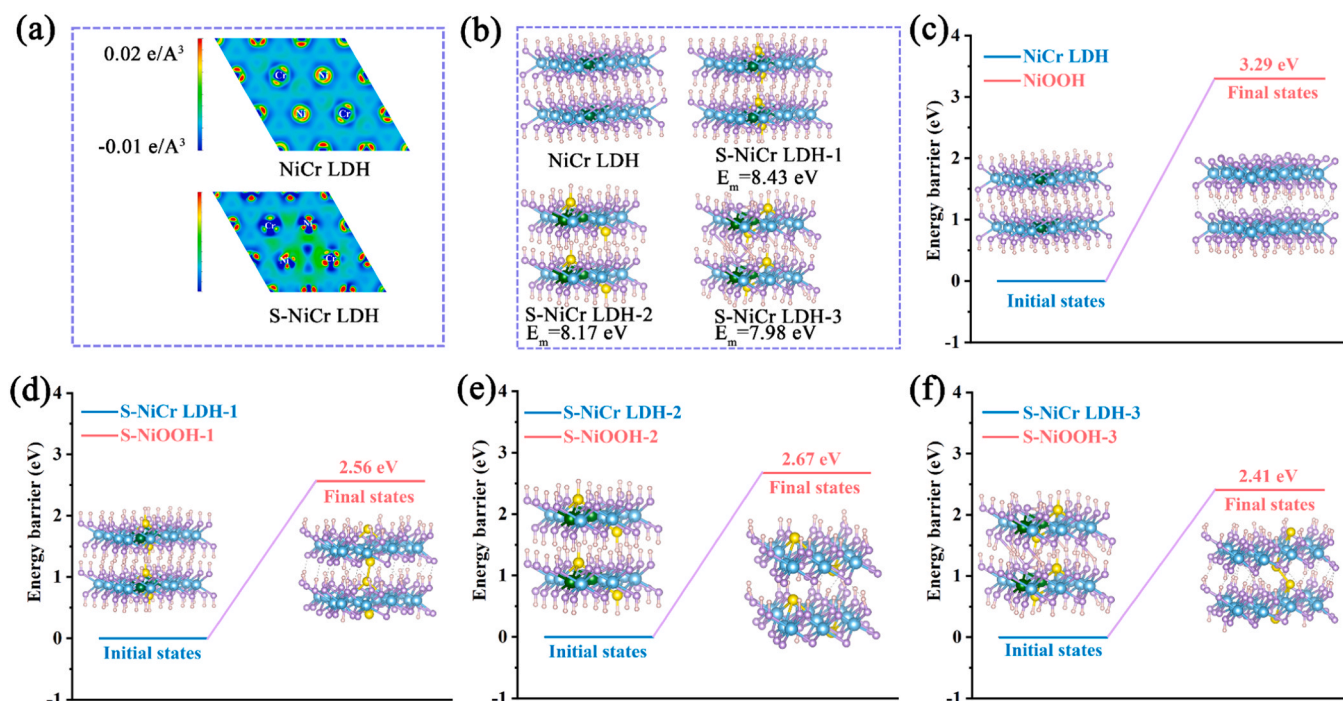 (a)
0.02 e/A³
Cr
Ni
Ni
Cr
-0.01 e/A³
NiCr LDH
Cr
Ni
Ni
Cr
S-NiCr LDH
(b)
NiCr LDH
S-NiCr LDH-1
Eₘ=8.43 eV
S-NiCr LDH-2
Eₘ=8.17 eV
S-NiCr LDH-3
Eₘ=7.98 eV
(c)
Energy barrier (eV)
4
3
2
1
0
-1
NiCr LDH
NiOOH
3.29 eV
Final states
Initial states
(d)
Energy barrier (eV)
4
3
2
1
0
-1
S-NiCr LDH-1
S-NiOOH-1
2.56 eV
Final states
Initial states
(e)
Energy barrier (eV)
4
3
2
1
0
-1
S-NiCr LDH-2
S-NiOOH-2
2.67 eV
Final states
Initial states
(f)
Energy barrier (eV)
4
3
2
1
0
-1
S-NiCr LDH-3
S-NiOOH-3
2.41 eV
Final states
Initial states